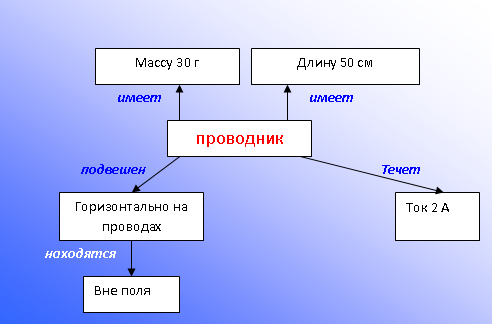 Массу 30 г
Длину 50 см
имеет
имеет
проводник
подвешен
Течет
Горизонтально на
проводах
Ток 2 А
находятся
Вне поля